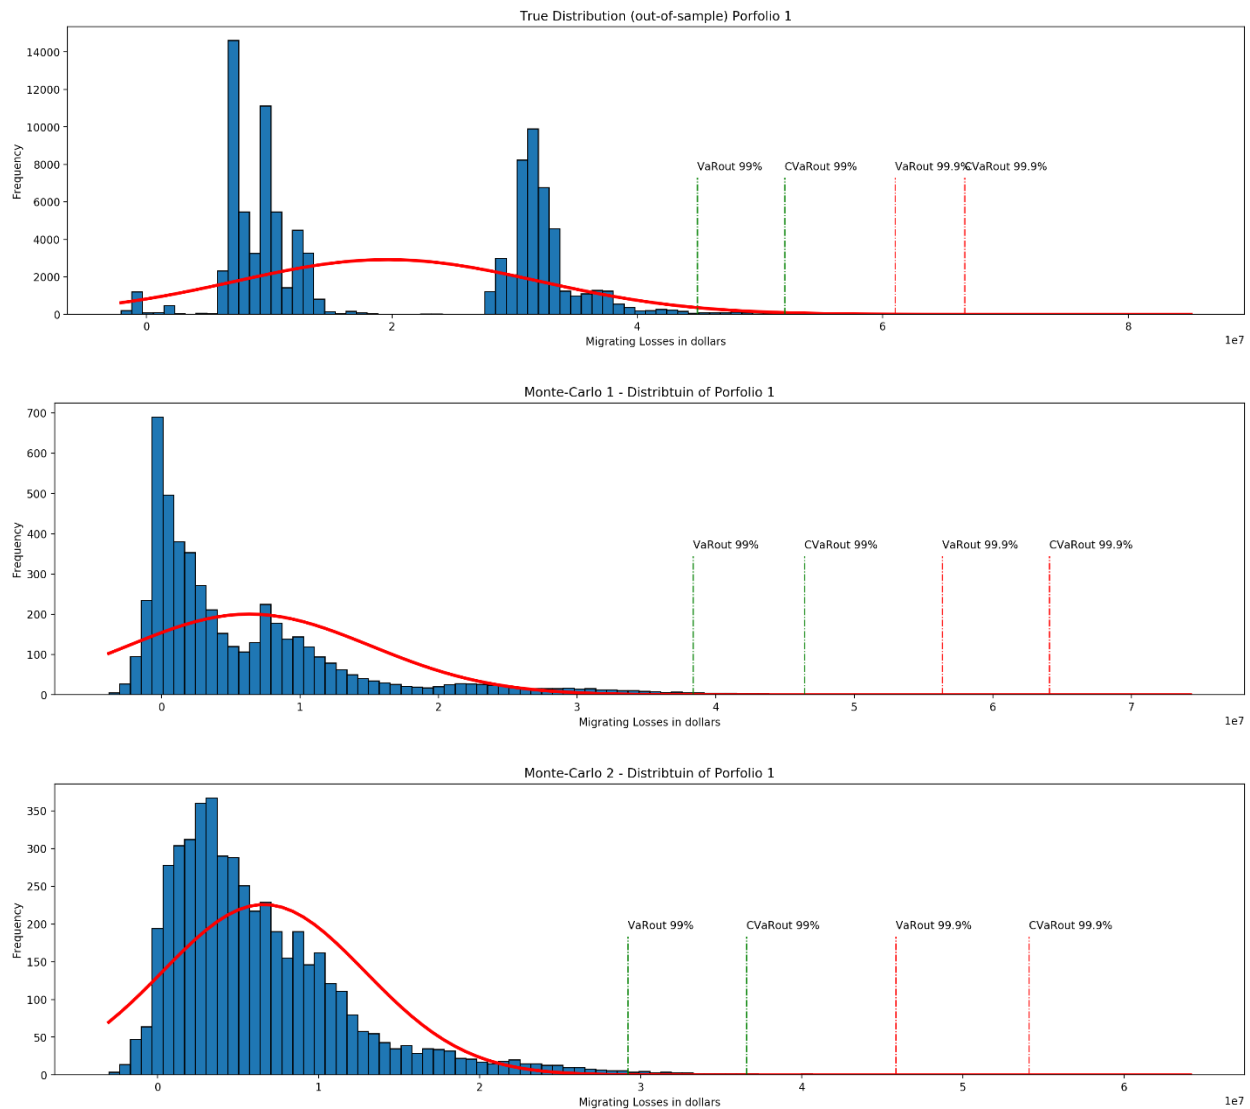 True Distribution (out-of-sample) Porfolio 1
14000
12000
10000
8000
6000
4000
2000
0
Frequency
VaRout 99%
CVaRout 99%
VaRout 99.9%
CVaRout 99.9%
0 2 4 6 8
1e7
Migrating Losses in dollars
Monte-Carlo 1 - Distribtuin of Porfolio 1
700
600
500
400
300
200
100
0
Frequency
VaRout 99%
CVaRout 99%
VaRout 99.9%
CVaRout 99.9%
0 1 2 3 4 5 6 7
1e7
Migrating Losses in dollars
Monte-Carlo 2 - Distribtuin of Porfolio 1
350
300
250
200
150
100
50
0
Frequency
VaRout 99%
CVaRout 99%
VaRout 99.9%
CVaRout 99.9%
0 1 2 3 4 5 6
1e7
Migrating Losses in dollars